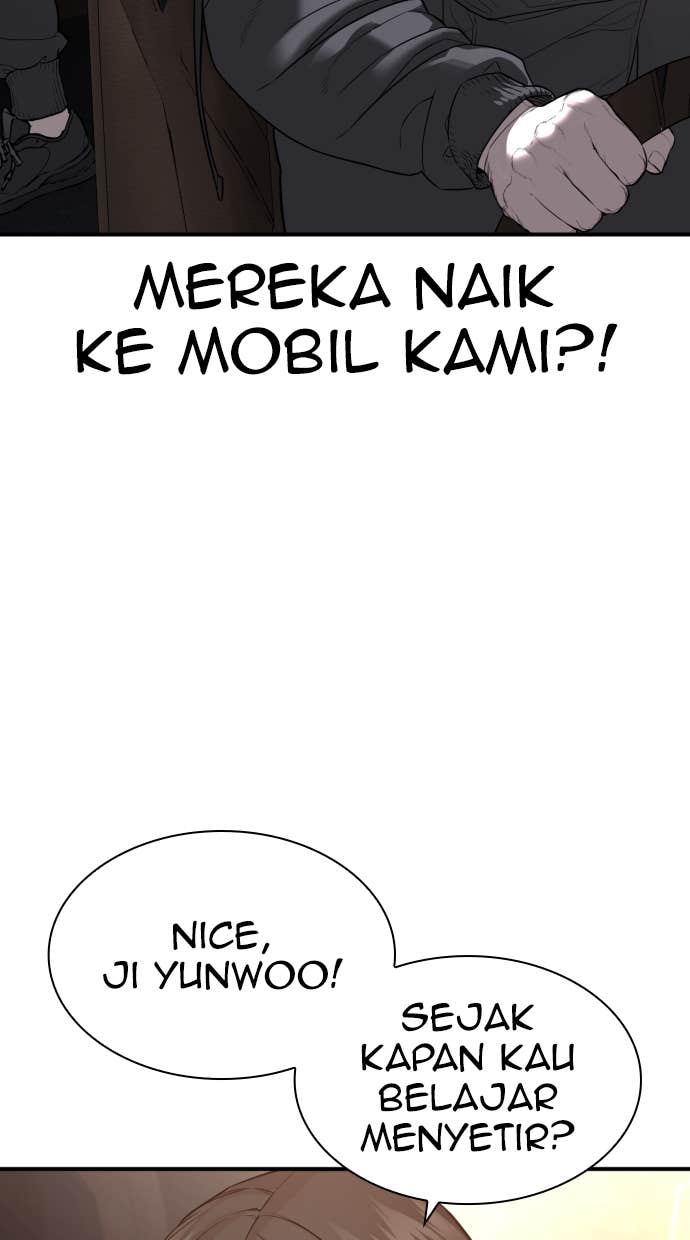 MEREKA NAIK
KE MOBIL KAMI?!
NICE,
JI YUNWOO!
SEJAK
KAPAN KAU
BELAJAR
MENYETIR?